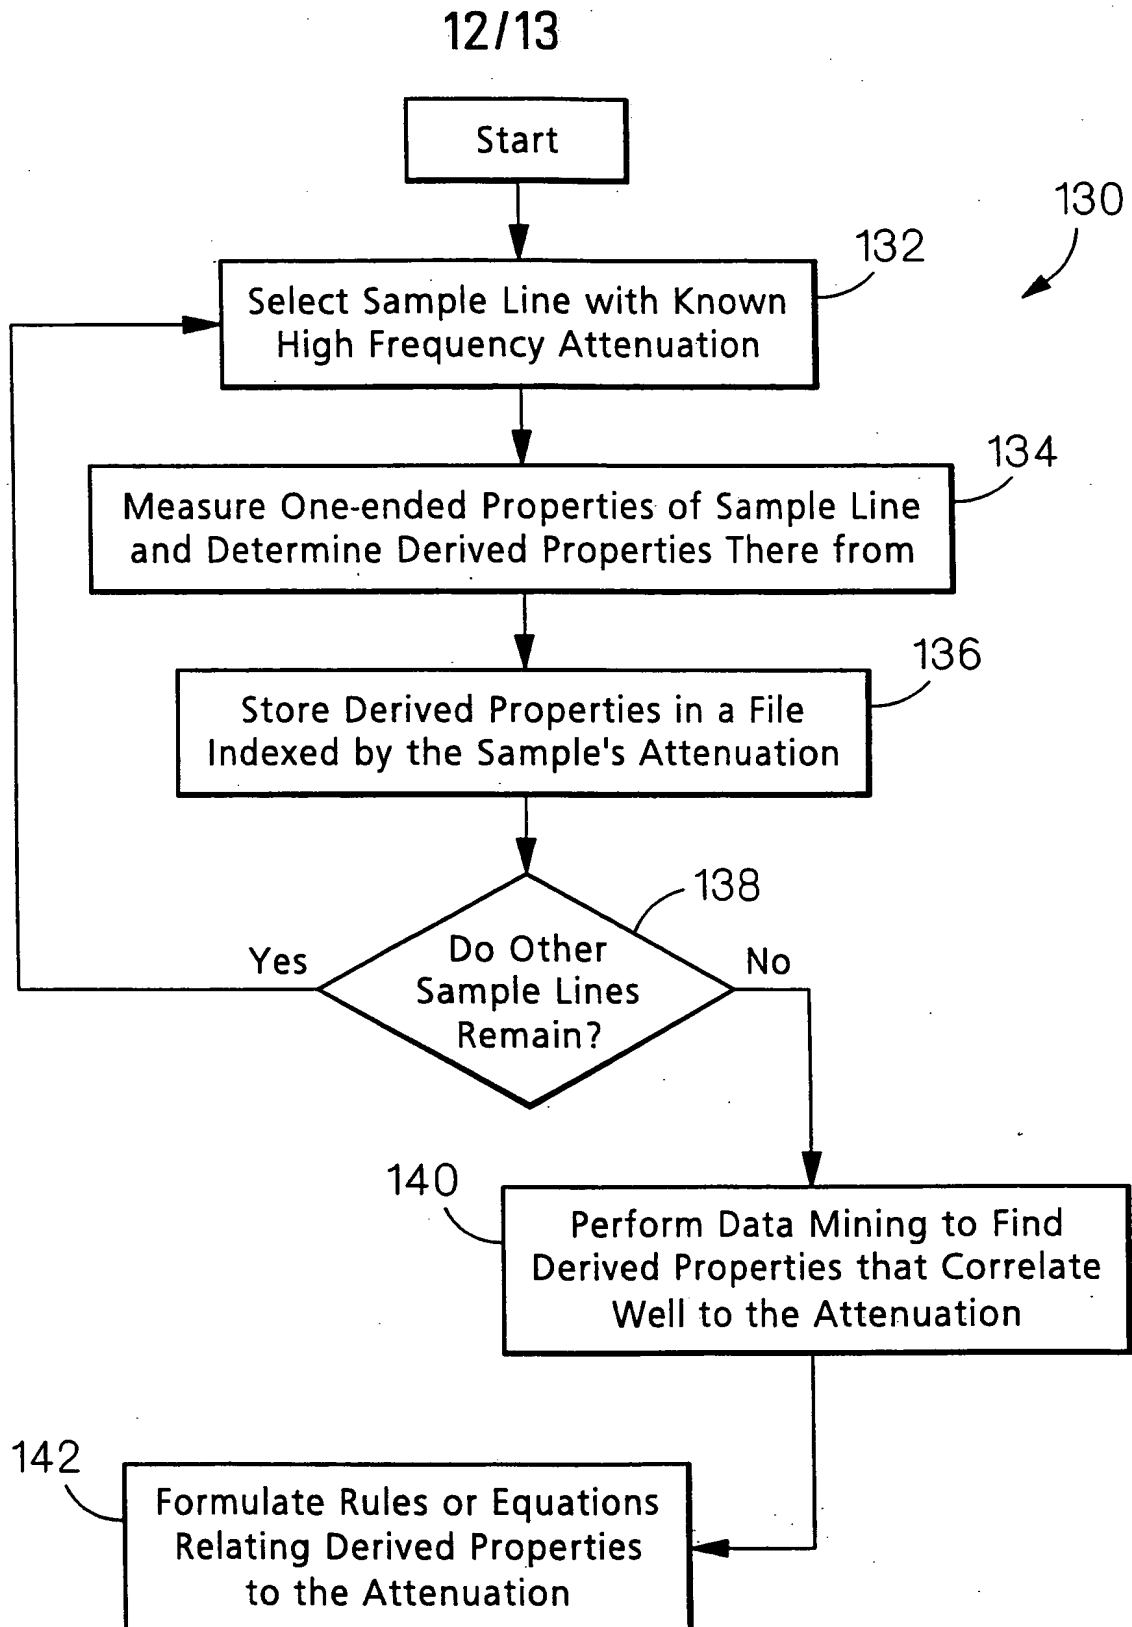 12/13
Start
130
132
Select Sample Line with Known
High Frequency Attenuation
134
Measure One-ended Properties of Sample Line
and Determine Derived Properties There from
136
Store Derived Properties in a File
Indexed by the Sample's Attenuation
138
Yes
Do Other
Sample Lines
Remain?
No
140
Perform Data Mining to Find
Derived Properties that Correlate
Well to the Attenuation
142
Formulate Rules or Equations
Relating Derived Properties
to the Attenuation